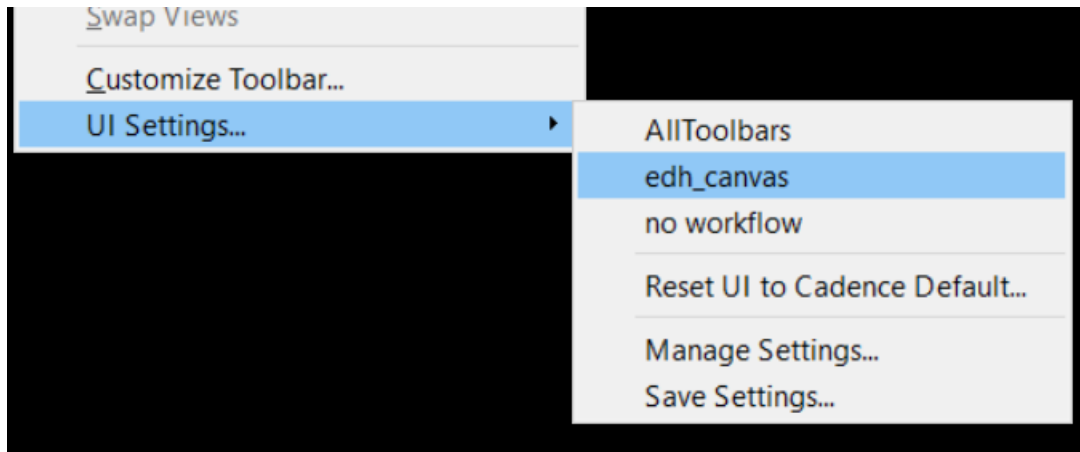 Swap Views
Customize Toolbar...
UI Settings...
AllToolbars
edh_canvas
no workflow
Reset UI to Cadence Default...
Manage Settings...
Save Settings...